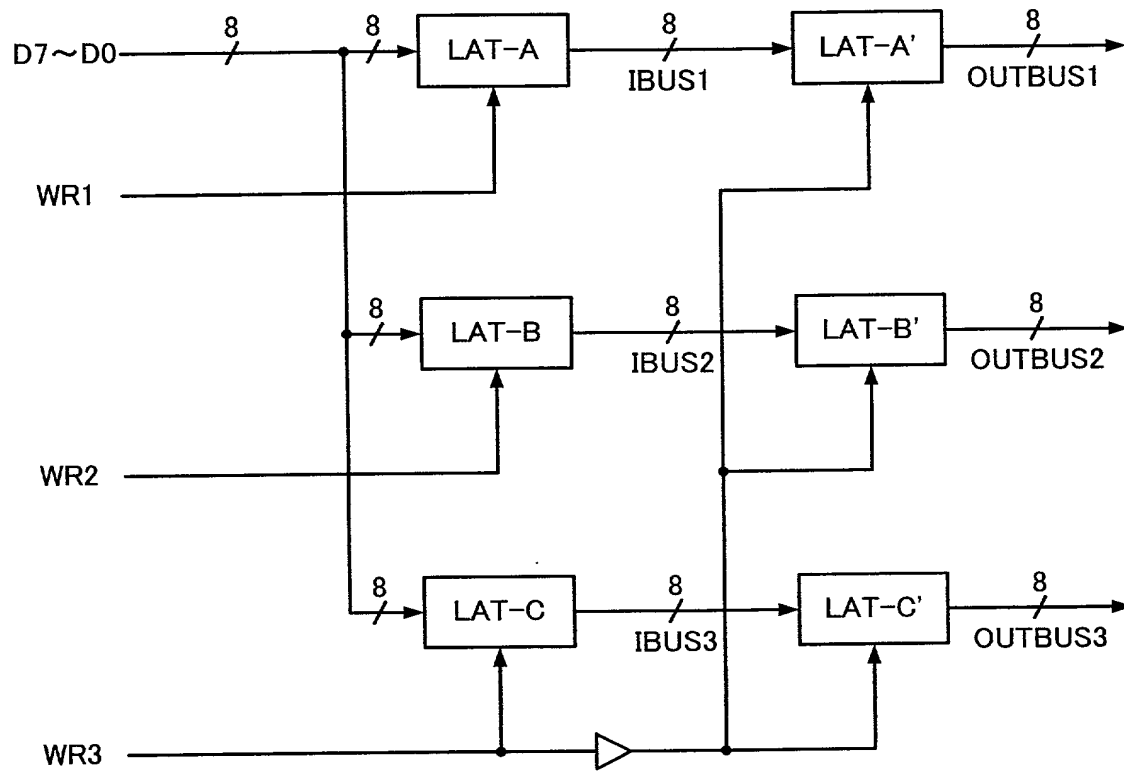 8 8 8 8
D7～D0 LAT-A LAT-A'
IBUS1 OUTBUS1
WR1
8 8 8
LAT-B LAT-B'
IBUS2 OUTBUS2
WR2
8 8 8
LAT-C LAT-C'
IBUS3 OUTBUS3
WR3